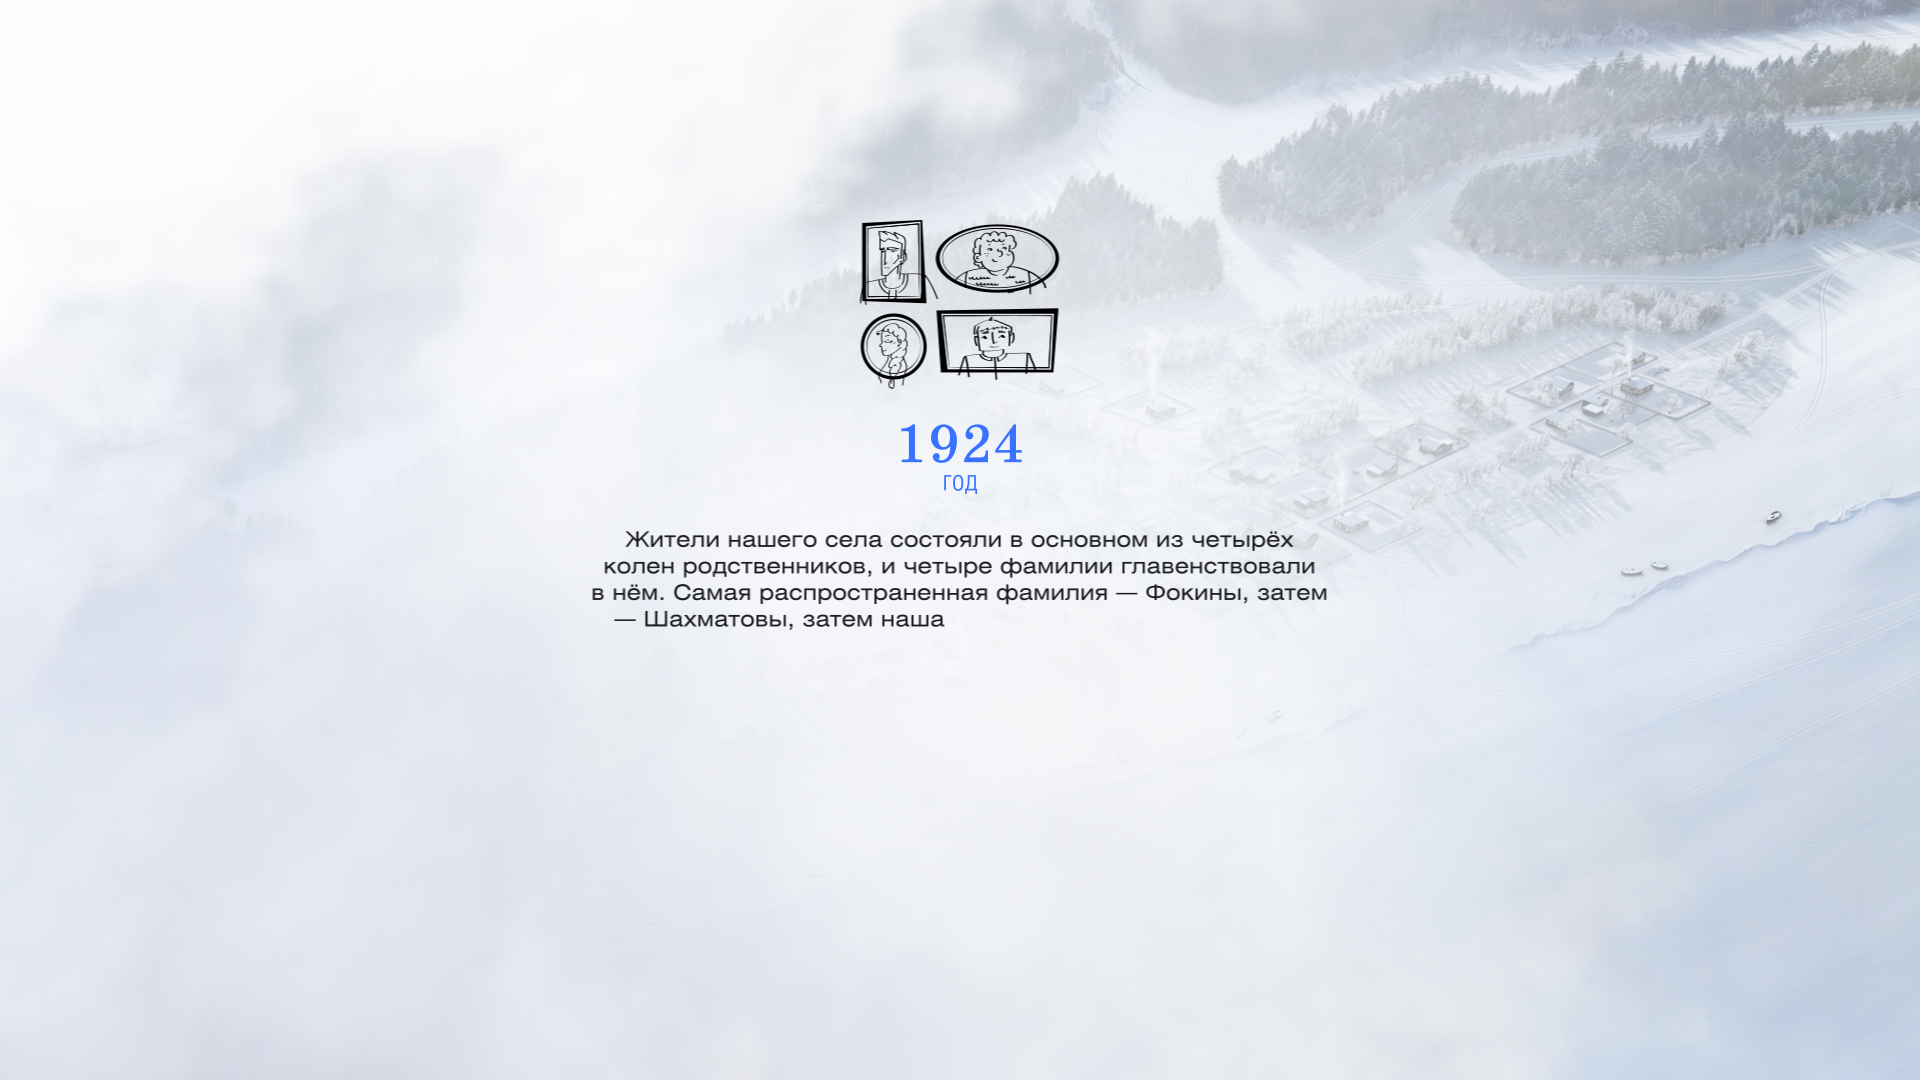 1924
ГОД
Жители нашего села состояли в основном из четырёх
колен родственников, и четыре фамилии главенствовали
в нём. Самая распространенная фамилия — Фокины, затем
— Шахматовы, затем наша